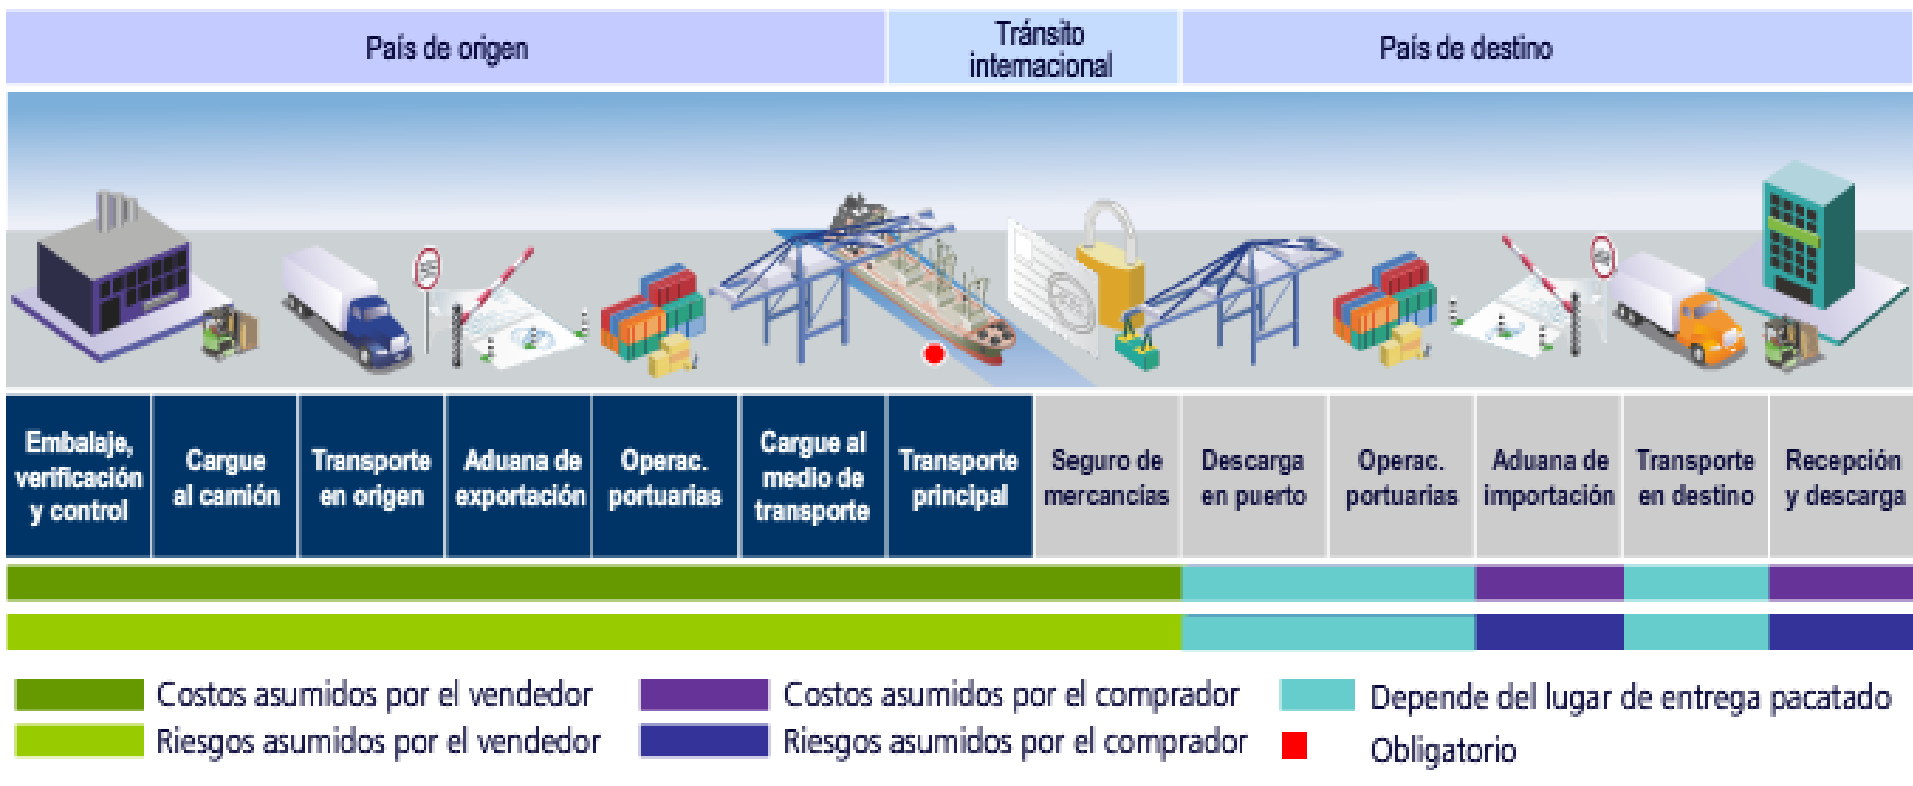 País de origen
Tránsito
internacional
País de destino
Embalaje,
verificación
y control
Cargue
al camión
Transporte
en origen
Aduana de
exportación
Operac.
portuarias
Cargue al
medio de
transporte
Transporte
principal
Seguro de
mercancías
Descarga
en puerto
Operac.
portuarias
Aduana de
importación
Transporte
en destino
Recepción
y descarga
Costos asumidos por el vendedor
Costos asumidos por el comprador
Depende del lugar de entrega pacatado
Riesgos asumidos por el vendedor
Riesgos asumidos por el comprador
Obligatorio